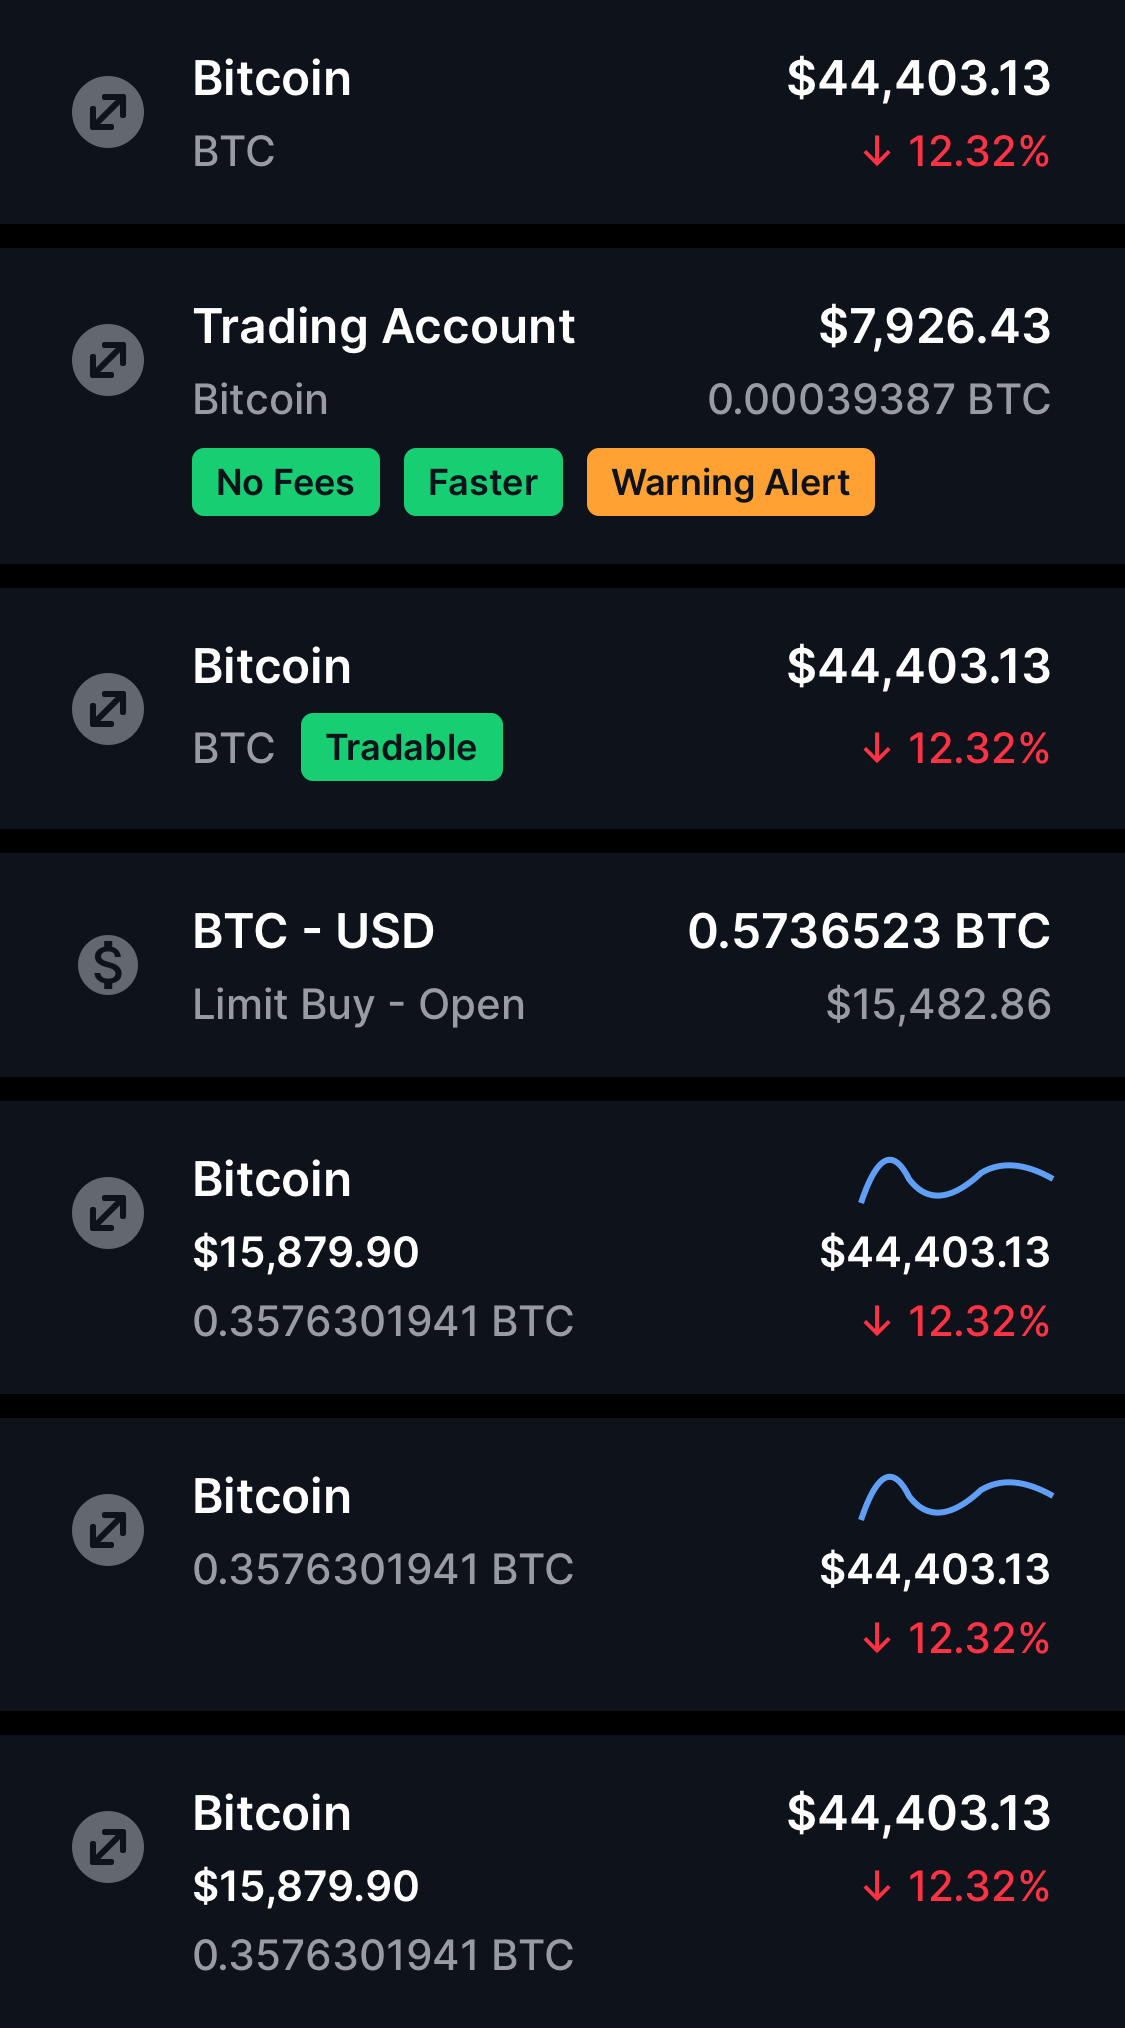 Bitcoin $44,403.13
BTC ↓ 12.32%
Trading Account $7,926.43
Bitcoin 0.00039387 BTC
No Fees Faster Warning Alert
Bitcoin $44,403.13
BTC Tradable ↓ 12.32%
BTC - USD 0.5736523 BTC
Limit Buy - Open $15,482.86
Bitcoin
$15,879.90 $44,403.13
0.3576301941 BTC ↓ 12.32%
Bitcoin
0.3576301941 BTC $44,403.13
↓ 12.32%
Bitcoin $44,403.13
$15,879.90 ↓ 12.32%
0.3576301941 BTC